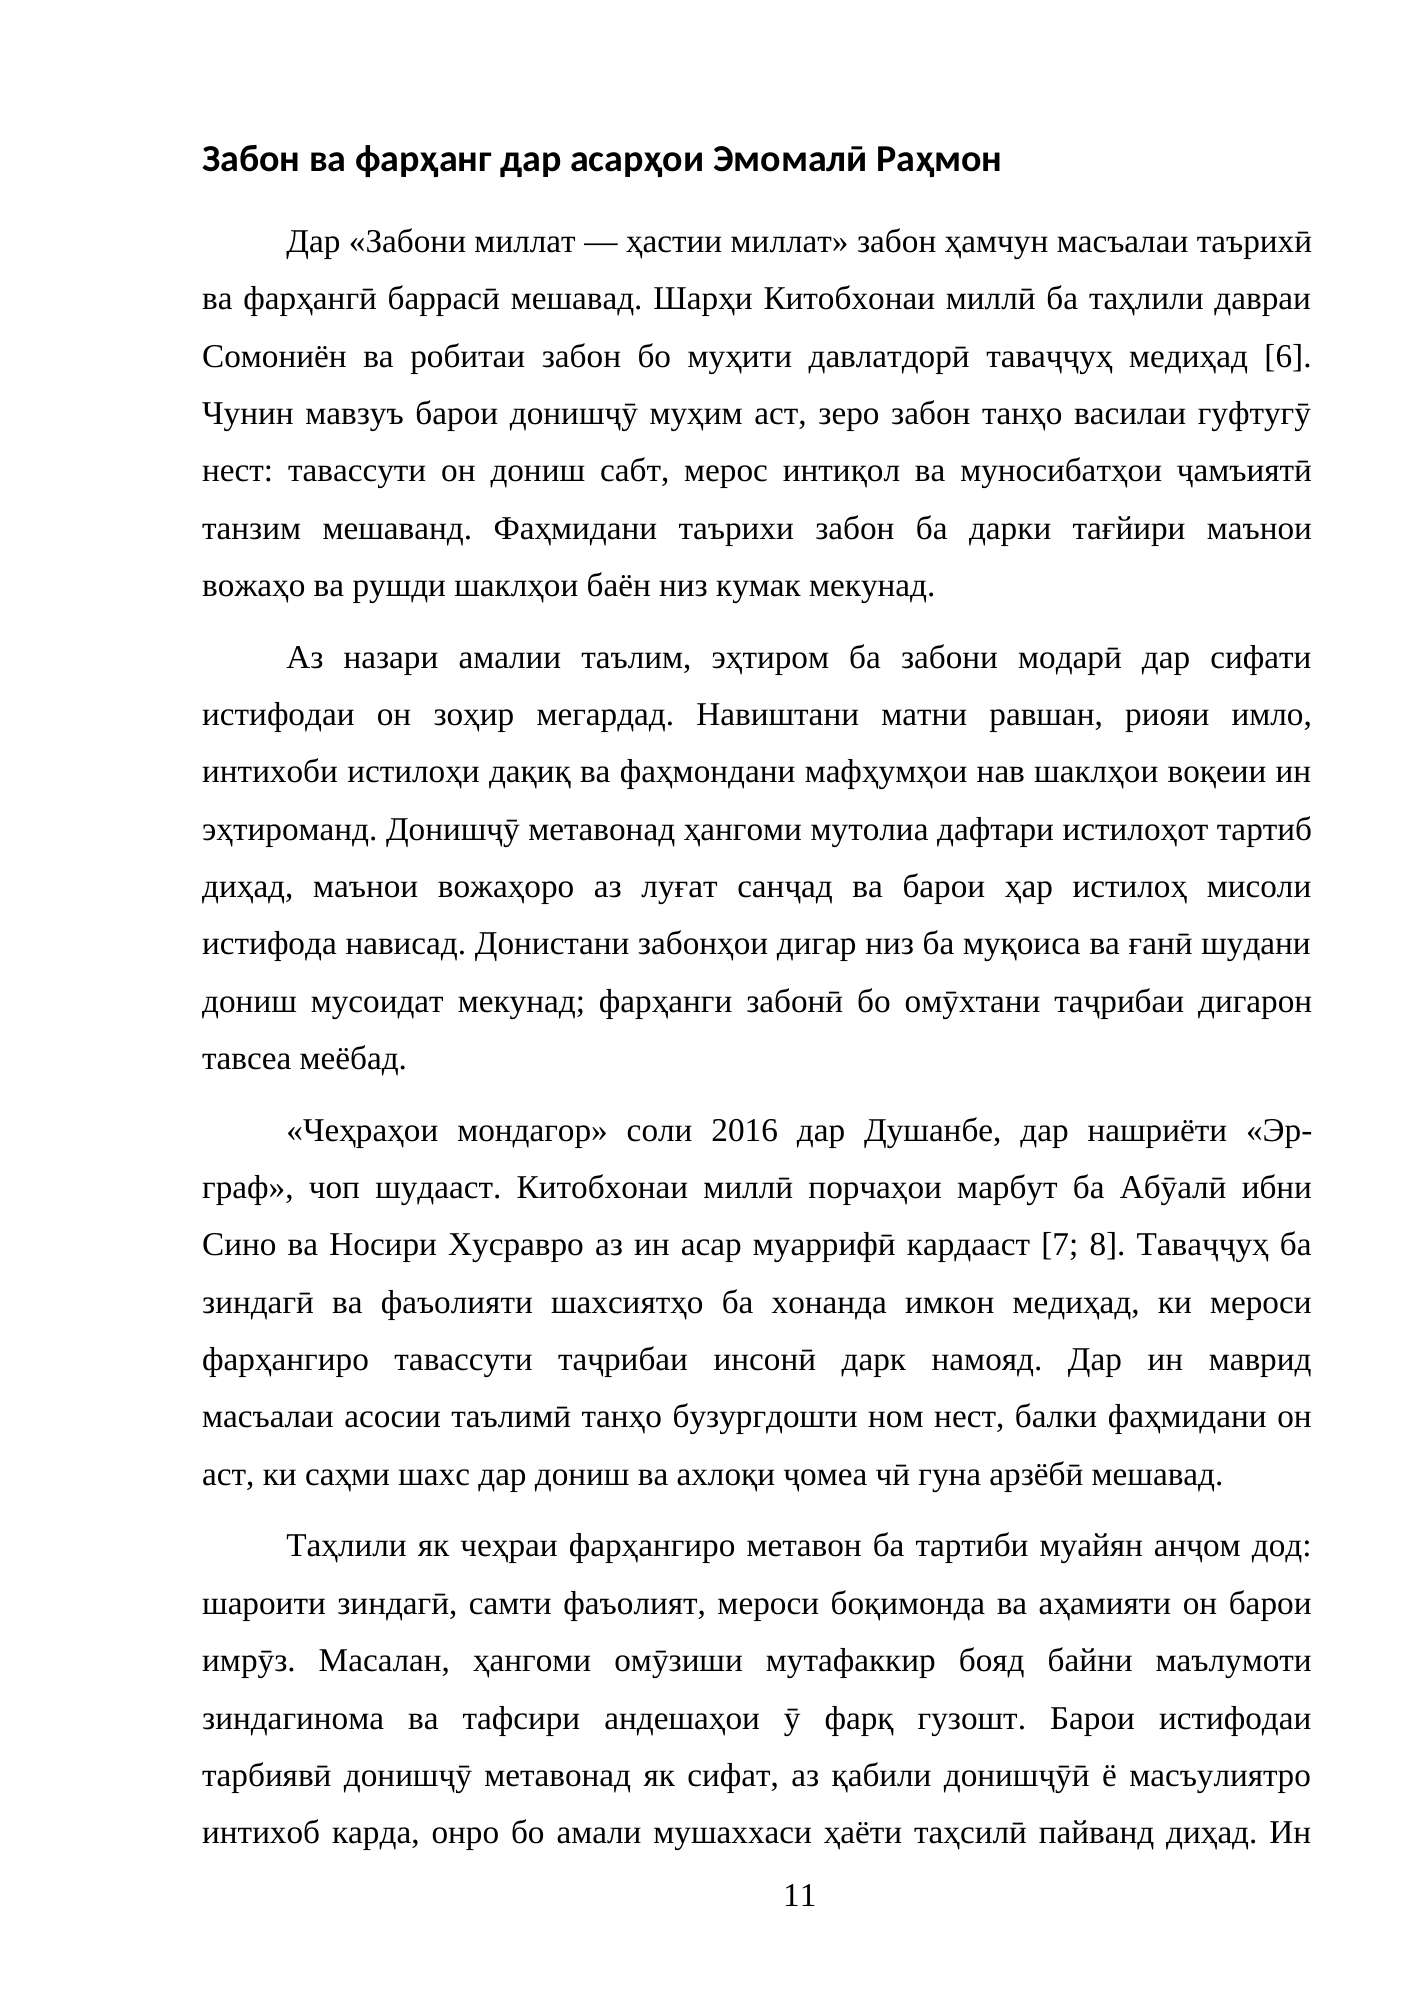 Забон ва фарҳанг дар асарҳои Эмомалӣ Раҳмон
Дар «Забони миллат — ҳастии миллат» забон ҳамчун масъалаи таърихӣ
ва фарҳангӣ баррасӣ мешавад. Шарҳи Китобхонаи миллӣ ба таҳлили давраи
Сомониён ва робитаи забон бо муҳити давлатдорӣ таваҷҷуҳ медиҳад [6].
Чунин мавзуъ барои донишҷӯ муҳим аст, зеро забон танҳо василаи гуфтугӯ
нест: тавассути он дониш сабт, мерос интиқол ва муносибатҳои ҷамъиятӣ
танзим мешаванд. Фаҳмидани таърихи забон ба дарки тағйири маънои
вожаҳо ва рушди шаклҳои баён низ кумак мекунад.
Аз назари амалии таълим, эҳтиром ба забони модарӣ дар сифати
истифодаи он зоҳир мегардад. Навиштани матни равшан, риояи имло,
интихоби истилоҳи дақиқ ва фаҳмондани мафҳумҳои нав шаклҳои воқеии ин
эҳтироманд. Донишҷӯ метавонад ҳангоми мутолиа дафтари истилоҳот тартиб
диҳад, маънои вожаҳоро аз луғат санҷад ва барои ҳар истилоҳ мисоли
истифода нависад. Донистани забонҳои дигар низ ба муқоиса ва ғанӣ шудани
дониш мусоидат мекунад; фарҳанги забонӣ бо омӯхтани таҷрибаи дигарон
тавсеа меёбад.
«Чеҳраҳои мондагор» соли 2016 дар Душанбе, дар нашриёти «Эр-
граф», чоп шудааст. Китобхонаи миллӣ порчаҳои марбут ба Абӯалӣ ибни
Сино ва Носири Хусравро аз ин асар муаррифӣ кардааст [7; 8]. Таваҷҷуҳ ба
зиндагӣ ва фаъолияти шахсиятҳо ба хонанда имкон медиҳад, ки мероси
фарҳангиро тавассути таҷрибаи инсонӣ дарк намояд. Дар ин маврид
масъалаи асосии таълимӣ танҳо бузургдошти ном нест, балки фаҳмидани он
аст, ки саҳми шахс дар дониш ва ахлоқи ҷомеа чӣ гуна арзёбӣ мешавад.
Таҳлили як чеҳраи фарҳангиро метавон ба тартиби муайян анҷом дод:
шароити зиндагӣ, самти фаъолият, мероси боқимонда ва аҳамияти он барои
имрӯз. Масалан, ҳангоми омӯзиши мутафаккир бояд байни маълумоти
зиндагинома ва тафсири андешаҳои ӯ фарқ гузошт. Барои истифодаи
тарбиявӣ донишҷӯ метавонад як сифат, аз қабили донишҷӯӣ ё масъулиятро
интихоб карда, онро бо амали мушаххаси ҳаёти таҳсилӣ пайванд диҳад. Ин
11